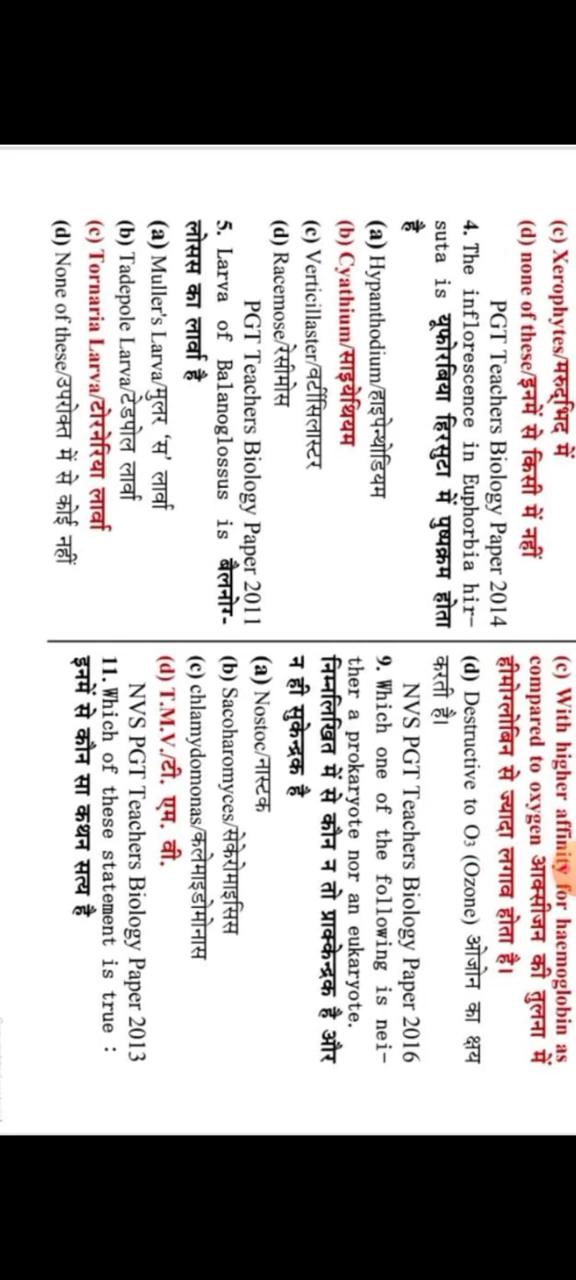 (c) Xerophytes/मरुद्भिद में
(d) none of these/इनमें से किसी में नहीं
PGT Teachers Biology Paper 2014
4. The inflorescence in Euphorbia hir-
suta is यूफोरबिया हिरसुटा में पुष्पक्रम होता
है
(a) Hypanthodium/हाइपेन्थोडियम
(b) Cyathium/साइयेथियम
(c) Verticillaster/वर्टीसिलास्टर
(d) Racemose/रेसीमोस
PGT Teachers Biology Paper 2011
5. Larva of Balanoglossus is बैलनोग-
लोसस का लार्वा है
(a) Muller's Larva/मुलर 'स' लार्वा
(b) Tadepole Larva/टेडपोल लार्वा
(c) Tornaria Larva/टोरनेरिया लार्वा
(d) None of these/उपरोक्त में से कोई नहीं
(c) With higher affinity for haemoglobin as
compared to oxygen आक्सीजन की तुलना में
हीमोग्लोबिन से ज्यादा लगाव होता है।
(d) Destructive to O3 (Ozone) ओजोन का क्षय
करती है।
NVS PGT Teachers Biology Paper 2016
9. Which one of the following is nei-
ther a prokaryote nor an eukaryote.
निम्नलिखित में से कौन न तो प्राक्केन्द्रक है और
न ही सुकेन्द्रक है
(a) Nostoc/नास्टक
(b) Sacoharomyces/सेकेरोमाइसिस
(c) chlamydomonas/कलेमाइडोमोनास
(d) T.M.V./टी. एम. वी.
NVS PGT Teachers Biology Paper 2013
11. Which of these statement is true :
इनमें से कौन सा कथन सत्य है